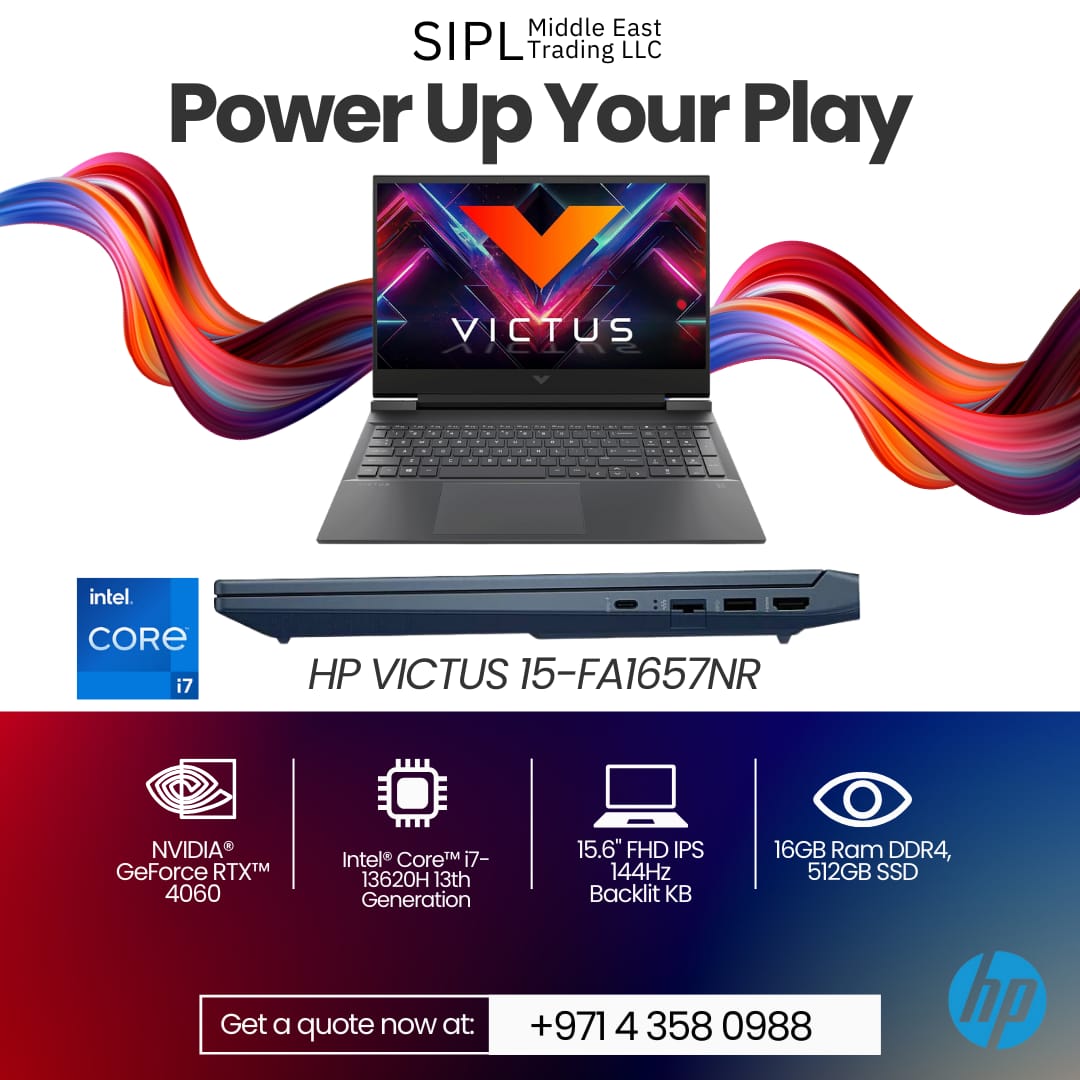 SIPL Middle East
Trading LLC
Power Up Your Play
VICTUS
intel.
CORE™
i7
HP VICTUS 15-FA1657NR
NVIDIA®
GeForce RTX™
4060
Intel® Core™ i7-
13620H 13th
Generation
15.6" FHD IPS
144Hz
Backlit KB
16GB Ram DDR4,
512GB SSD
hp
Get a quote now at: +971 4 358 0988